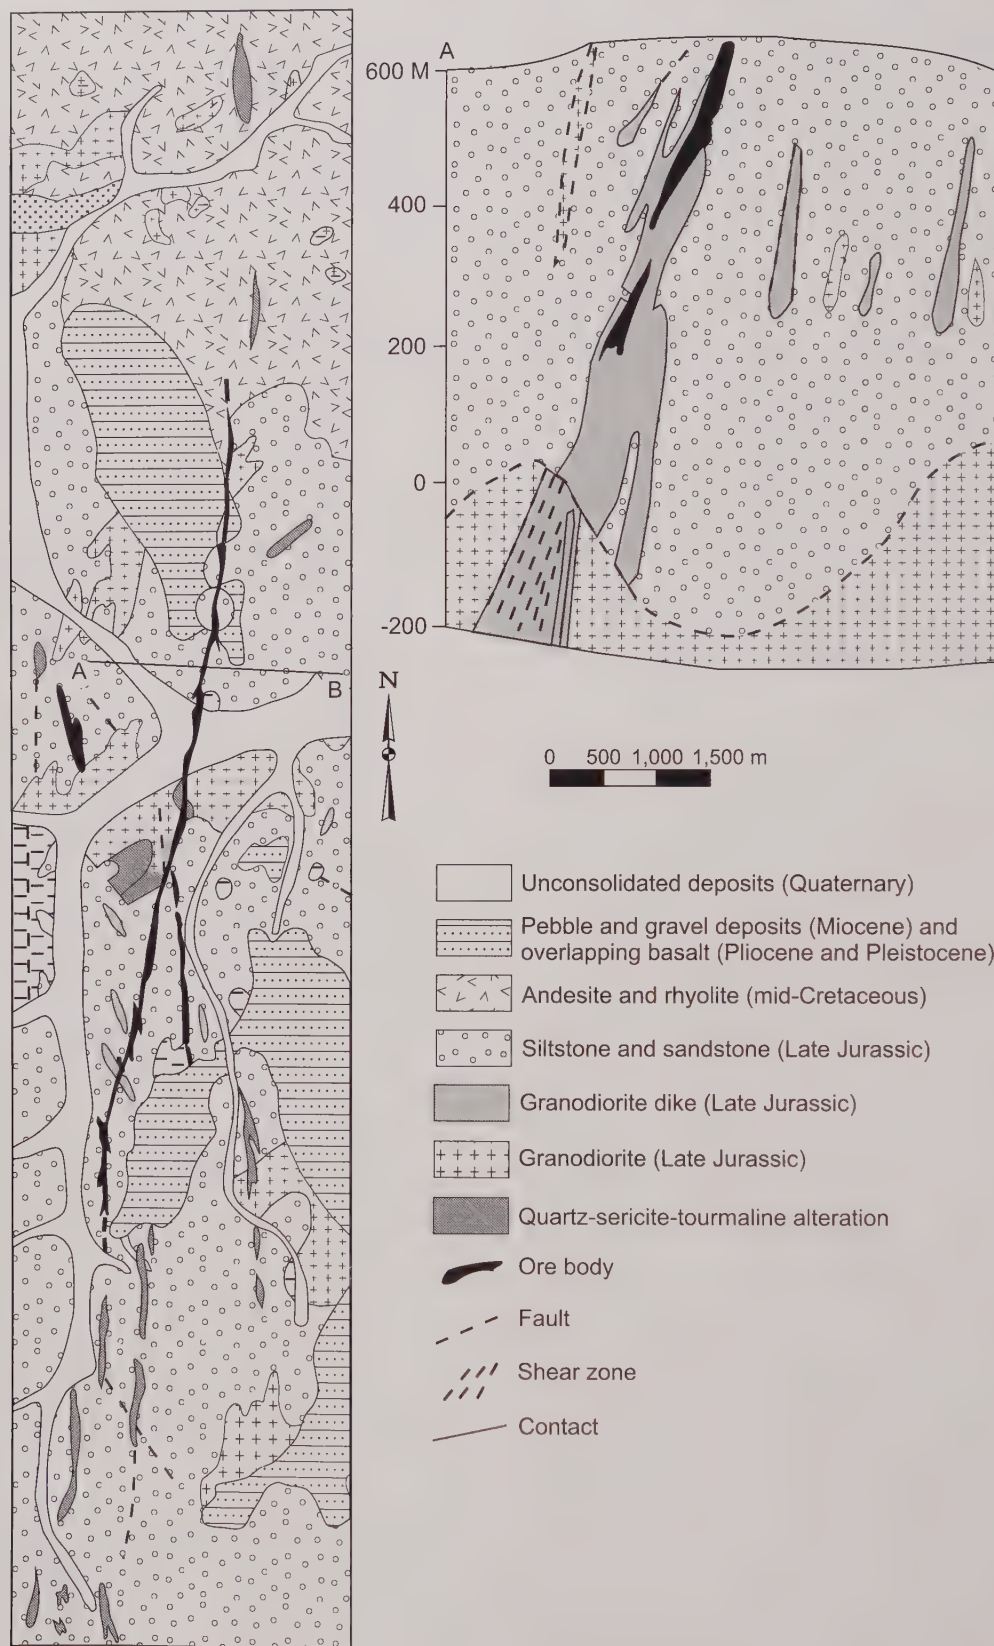 A
600 M
400
200
0
-200
A
B
N
0 500 1,000 1,500 m
Unconsolidated deposits (Quaternary)
Pebble and gravel deposits (Miocene) and
overlapping basalt (Pliocene and Pleistocene)
Andesite and rhyolite (mid-Cretaceous)
Siltstone and sandstone (Late Jurassic)
Granodiorite dike (Late Jurassic)
Granodiorite (Late Jurassic)
Quartz-sericite-tourmaline alteration
Ore body
Fault
Shear zone
Contact